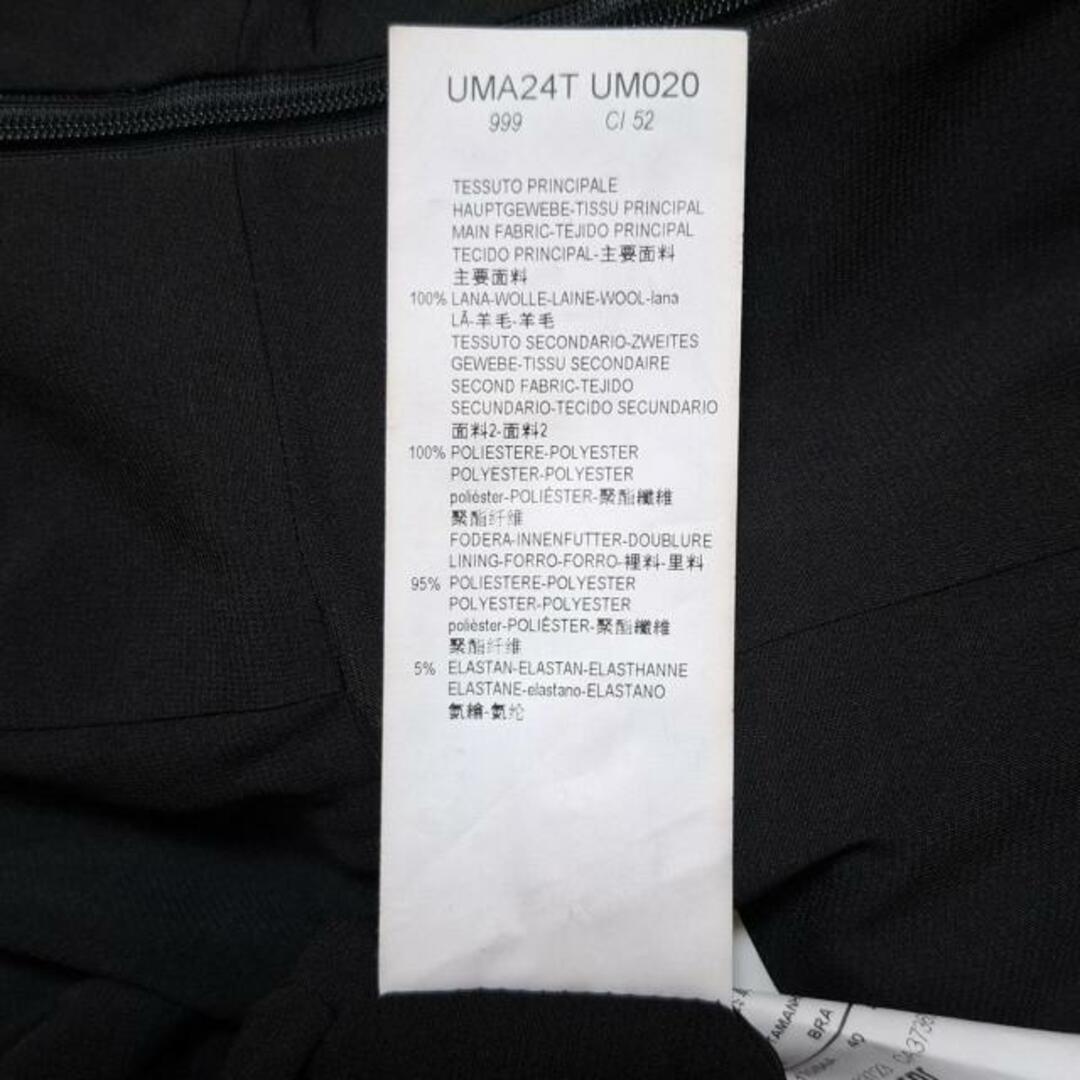 UMA24T UM020
999 CI 52
TESSUTO PRINCIPALE
HAUPTGEWEBE-TISSU PRINCIPAL
MAIN FABRIC-TEJIDO PRINCIPAL
TECIDO PRINCIPAL-主要面料
主要面料
100% LANA-WOLLE-LAINE-WOOL-lana
LÃ-羊毛-羊毛
TESSUTO SECONDARIO-ZWEITES
GEWEBE-TISSU SECONDAIRE
SECOND FABRIC-TEJIDO
SECUNDARIO-TECIDO SECUNDARIO
面料2-面料2
100% POLIESTERE-POLYESTER
POLYESTER-POLYESTER
poliéster-POLIÉSTER-聚酯纖維
聚酯纤维
FODERA-INNENFUTTER-DOUBLURE
LINING-FORRO-FORRO-裡料-里料
95% POLIESTERE-POLYESTER
POLYESTER-POLYESTER
poliéster-POLIÉSTER-聚酯纖維
聚酯纤维
5% ELASTAN-ELASTAN-ELASTHANNE
ELASTANE-elastano-ELASTANO
氨綸-氨纶
BRA
40